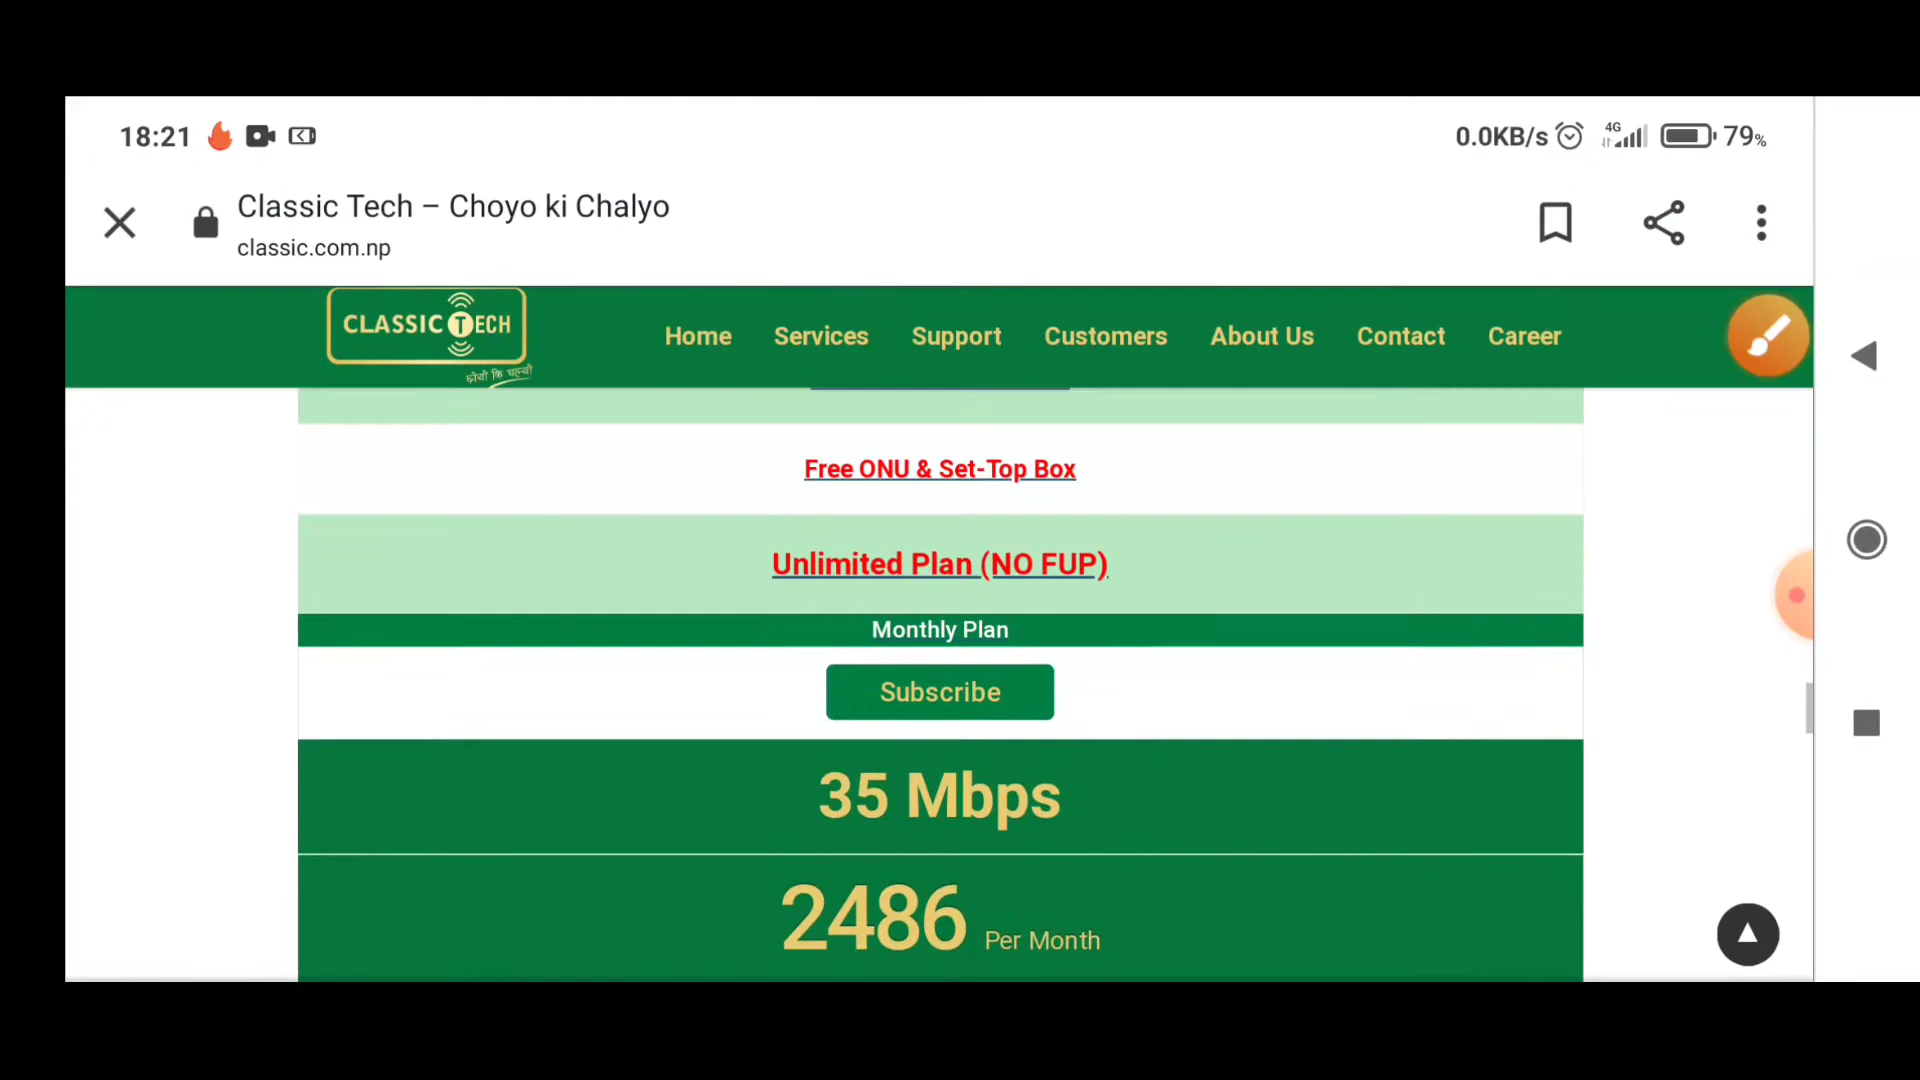 18:21
0.0KB/s 4G 79%
Classic Tech – Choyo ki Chalyo
classic.com.np
CLASSIC TECH
छोयो कि चल्यो
Home Services Support Customers About Us Contact Career
Free ONU & Set-Top Box
Unlimited Plan (NO FUP)
Monthly Plan
Subscribe
35 Mbps
2486 Per Month